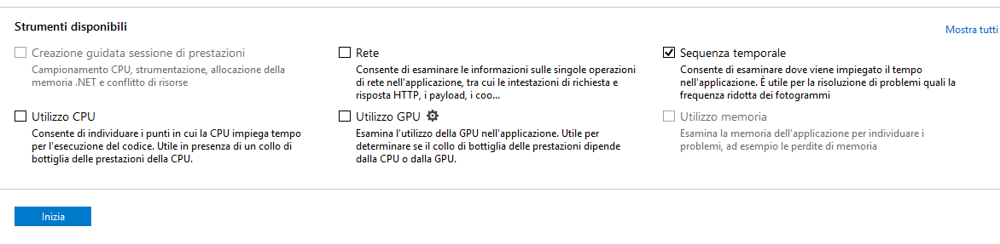 Strumenti disponibili
Mostra tutti
Creazione guidata sessione di prestazioni
Campionamento CPU, strumentazione, allocazione della
memoria .NET e conflitto di risorse
Rete
Consente di esaminare le informazioni sulle singole operazioni
di rete nell'applicazione, tra cui le intestazioni di richiesta e
risposta HTTP, i payload, i coo...
Sequenza temporale
Consente di esaminare dove viene impiegato il tempo
nell'applicazione. È utile per la risoluzione di problemi quali la
frequenza ridotta dei fotogrammi
Utilizzo CPU
Consente di individuare i punti in cui la CPU impiega tempo
per l'esecuzione del codice. Utile in presenza di un collo di
bottiglia delle prestazioni della CPU.
Utilizzo GPU
Esamina l'utilizzo della GPU nell'applicazione. Utile per
determinare se il collo di bottiglia delle prestazioni dipende
dalla CPU o dalla GPU.
Utilizzo memoria
Esamina la memoria dell'applicazione per individuare i
problemi, ad esempio le perdite di memoria
Inizia